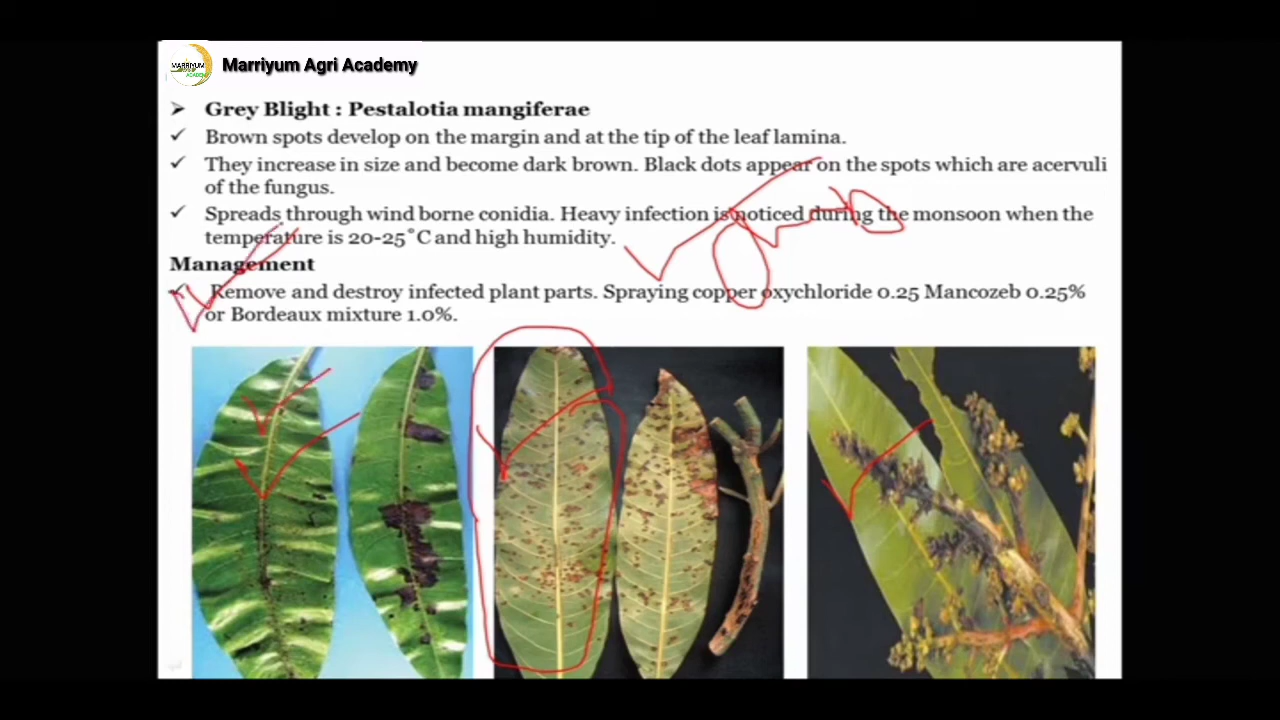 MARRIYUM
ACADEMY
Marriyum Agri Academy
➤ Grey Blight : Pestalotia mangiferae
✓ Brown spots develop on the margin and at the tip of the leaf lamina.
✓ They increase in size and become dark brown. Black dots appear on the spots which are acervuli
of the fungus.
✓ Spreads through wind borne conidia. Heavy infection is noticed during the monsoon when the
temperature is 20-25˚C and high humidity.
Management
✓ Remove and destroy infected plant parts. Spraying copper oxychloride 0.25 Mancozeb 0.25%
or Bordeaux mixture 1.0%.